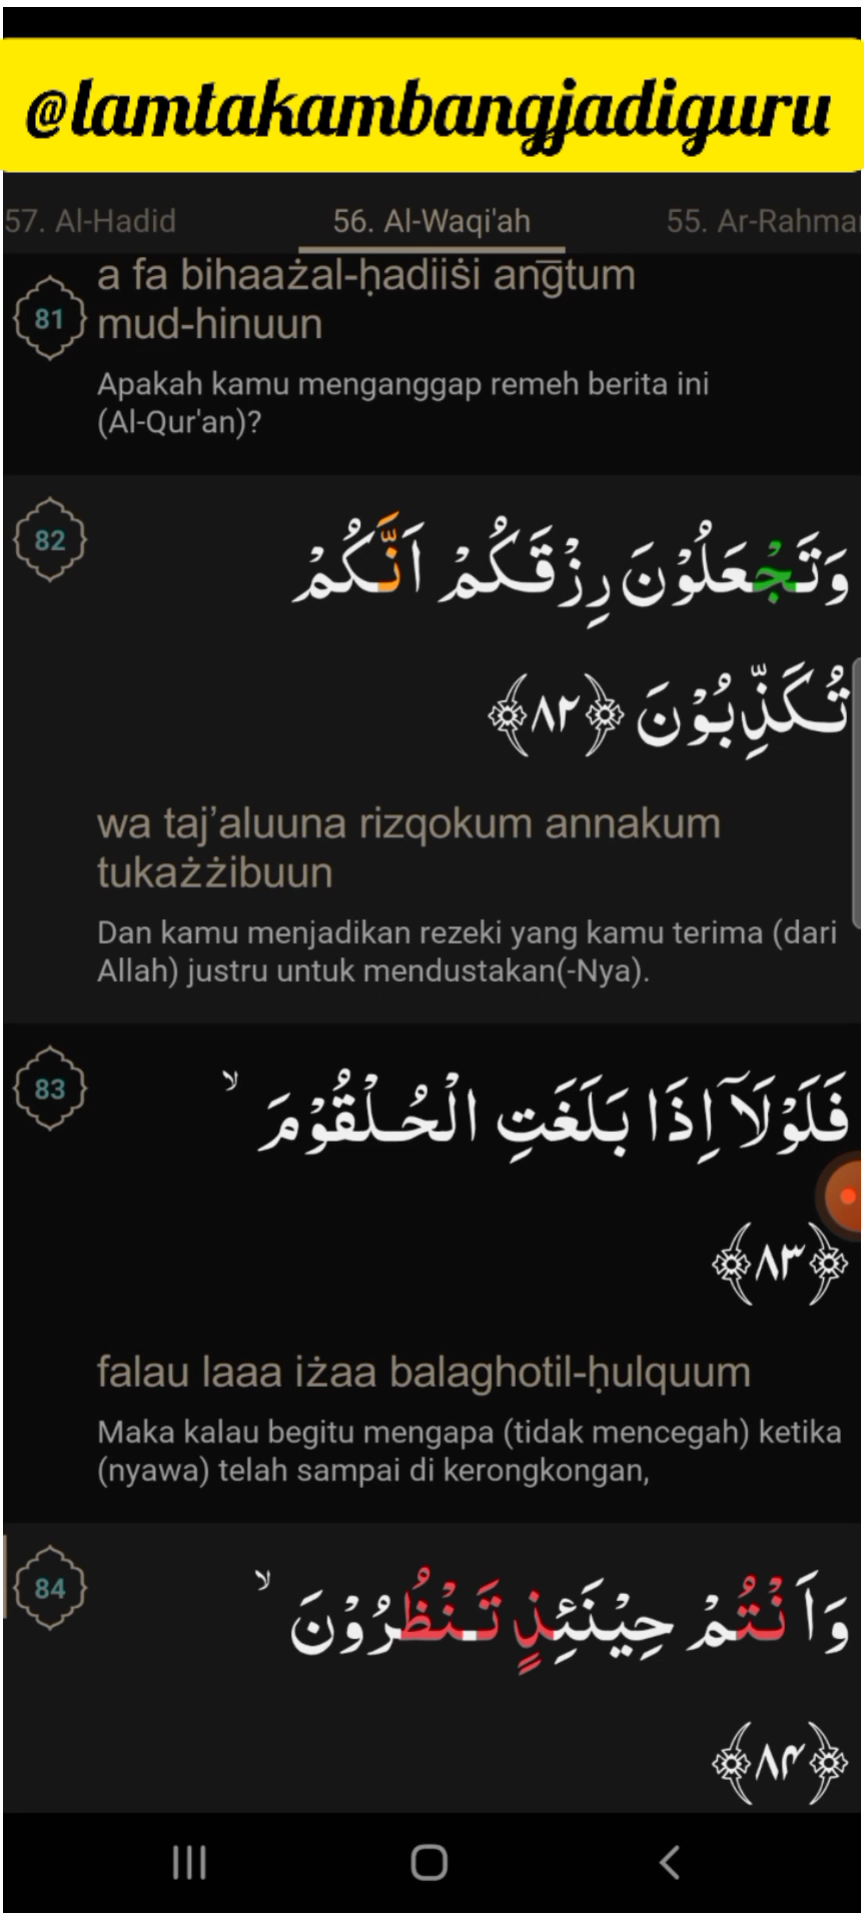 @lamtakambangjadiguru
57. Al-Hadid 56. Al-Waqi'ah 55. Ar-Rahma
a fa bihaażal-ḥadiiṡi ang̅tum
81 mud-hinuun
Apakah kamu menganggap remeh berita ini
(Al-Qur'an)?
82
وَتَجْعَلُوْنَ رِزْقَكُمْ اَنَّكُمْ
تُكَذِّبُوْنَ ﴿٨٢﴾
wa taj’aluuna rizqokum annakum
tukażżibuun
Dan kamu menjadikan rezeki yang kamu terima (dari
Allah) justru untuk mendustakan(-Nya).
83
فَلَوْلَآ اِذَا بَلَغَتِ الْحُلْقُوْمَ ۙ
﴿٨٣﴾
falau laaa iżaa balaghotil-ḥulquum
Maka kalau begitu mengapa (tidak mencegah) ketika
(nyawa) telah sampai di kerongkongan,
84
وَاَنْتُمْ حِيْنَئِذٍ تَنْظُرُوْنَ ۙ
﴿٨٤﴾